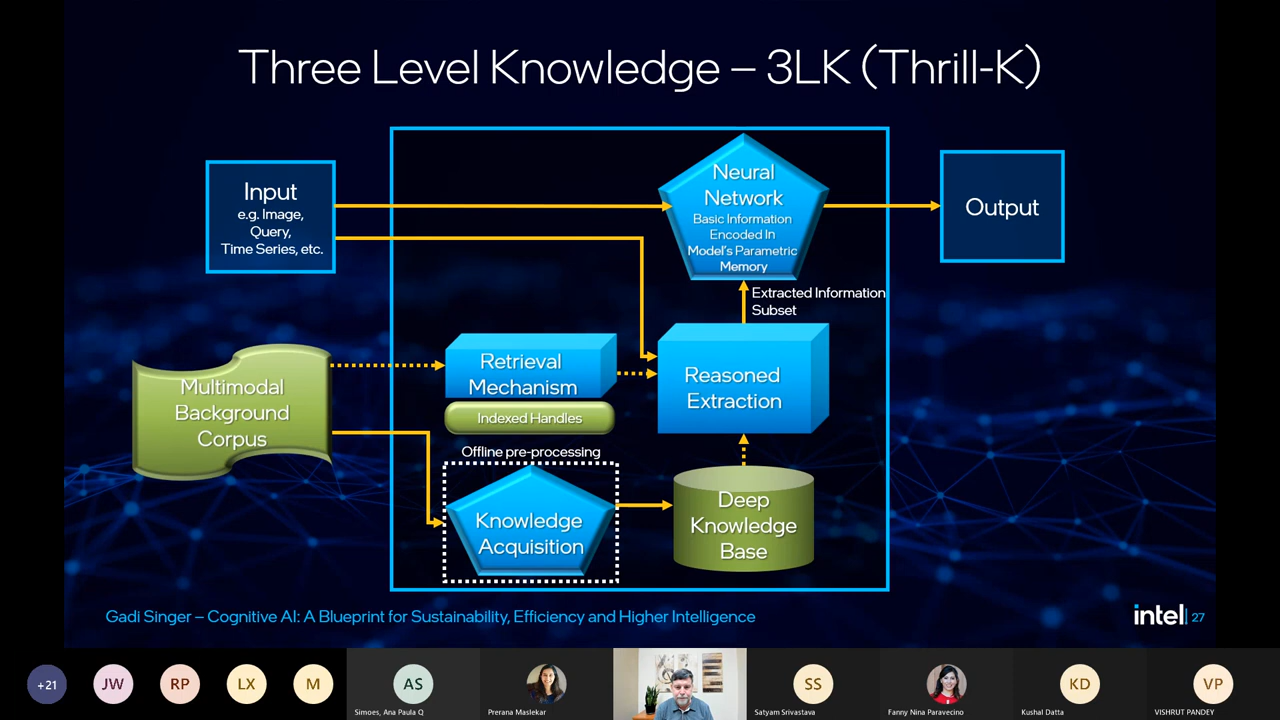 Three Level Knowledge – 3LK (Thrill-K)
Input
e.g. Image,
Query,
Time Series, etc.
Neural
Network
Basic Information
Encoded In
Model's Parametric
Memory
Output
Extracted Information
Subset
Multimodal
Background
Corpus
Retrieval
Mechanism
Indexed Handles
Reasoned
Extraction
Offline pre-processing
Knowledge
Acquisition
Deep
Knowledge
Base
Gadi Singer – Cognitive AI: A Blueprint for Sustainability, Efficiency and Higher Intelligence
intel 27
+21
JW
RP
LX
M
AS
SS
KD
VP
Simoes, Ana Paula Q
Prerana Maslekar
Satyam Srivastava
Fanny Nina Paravecino
Kushal Datta
VISHRUT PANDEY